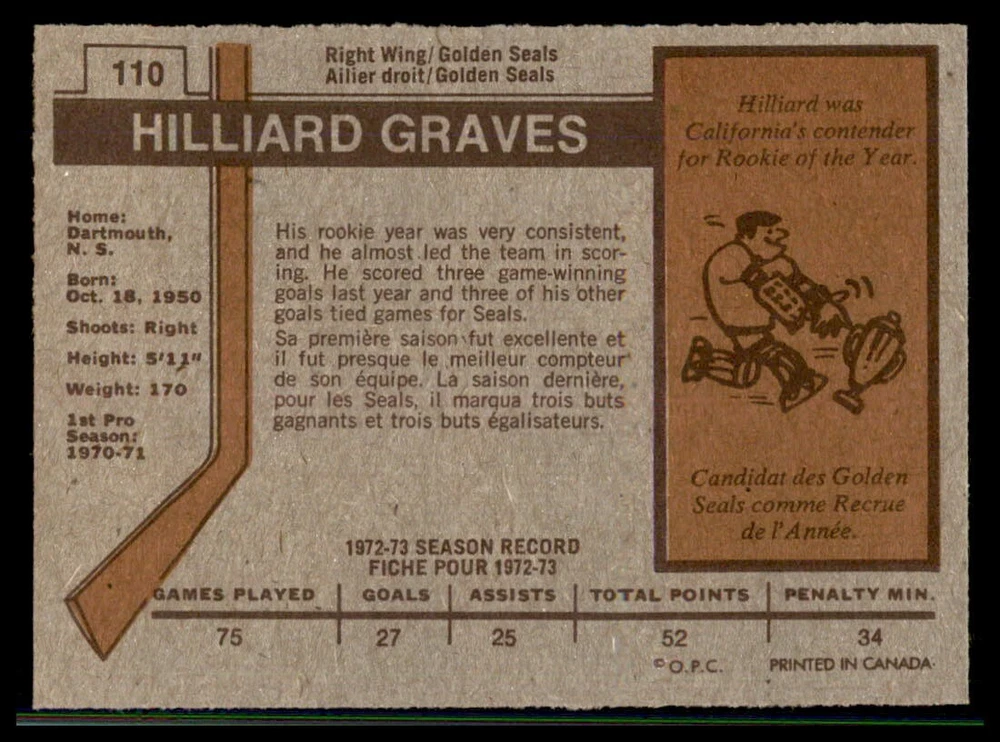 110
Right Wing/Golden Seals
Ailier droit/Golden Seals
HILLIARD GRAVES
Home:
Dartmouth,
N. S.
Born:
Oct. 18, 1950
Shoots: Right
Height: 5'11"
Weight: 170
1st Pro
Season:
1970-71
His rookie year was very consistent,
and he almost led the team in scor-
ing. He scored three game-winning
goals last year and three of his other
goals tied games for Seals.
Sa première saison fut excellente et
il fut presque le meilleur compteur
de son équipe. La saison dernière,
pour les Seals, il marqua trois buts
gagnants et trois buts égalisateurs.
Hilliard was
California's contender
for Rookie of the Year.
Candidat des Golden
Seals comme Recrue
de l'Année.
1972-73 SEASON RECORD
FICHE POUR 1972-73
GAMES PLAYED GOALS ASSISTS TOTAL POINTS PENALTY MIN.
75 27 25 52 34
© O.P.C. PRINTED IN CANADA